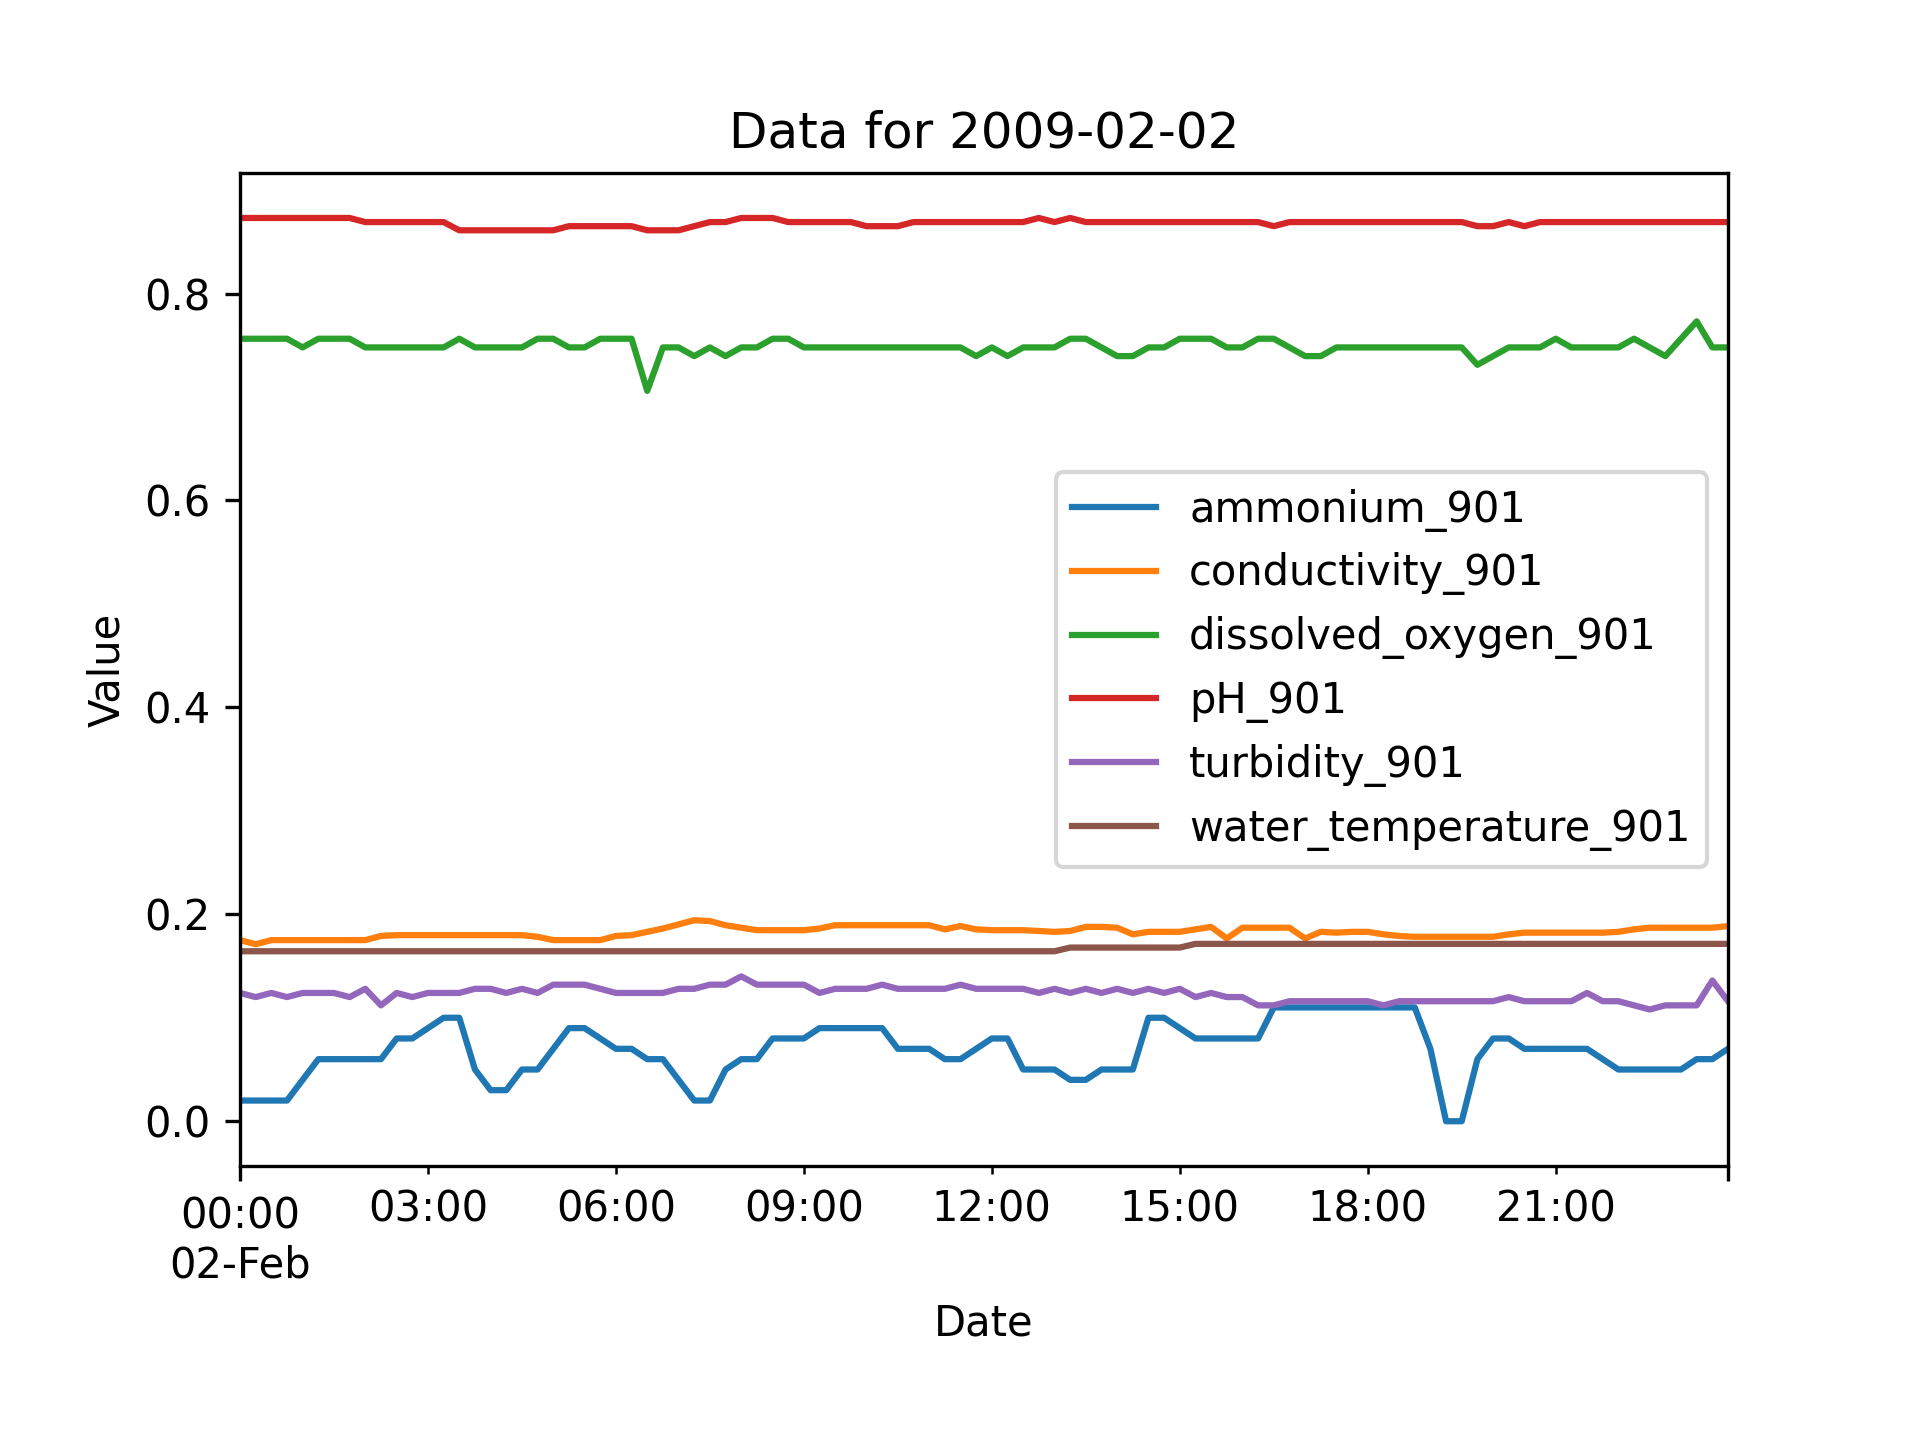 Data for 2009-02-02
Value
0.8
0.6
0.4
0.2
0.0
ammonium_901
conductivity_901
dissolved_oxygen_901
pH_901
turbidity_901
water_temperature_901
00:00 03:00 06:00 09:00 12:00 15:00 18:00 21:00
02-Feb
Date